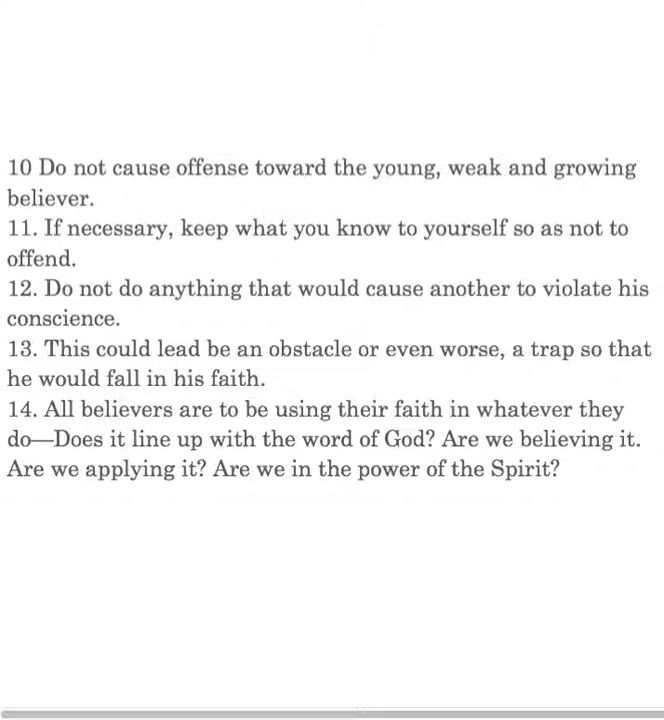 10 Do not cause offense toward the young, weak and growing
believer.
11. If necessary, keep what you know to yourself so as not to
offend.
12. Do not do anything that would cause another to violate his
conscience.
13. This could lead be an obstacle or even worse, a trap so that
he would fall in his faith.
14. All believers are to be using their faith in whatever they
do—Does it line up with the word of God? Are we believing it.
Are we applying it? Are we in the power of the Spirit?